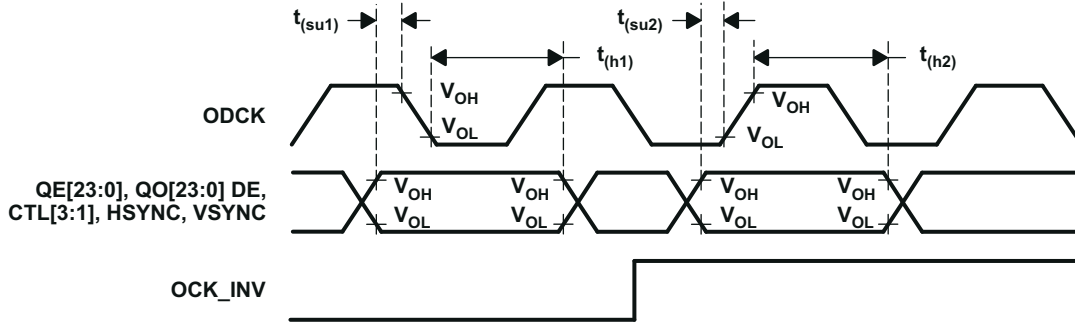 t(su1)
t(su2)
t(h1)
t(h2)
ODCK
VOH
VOL
VOH
VOL
QE[23:0], QO[23:0] DE,
CTL[3:1], HSYNC, VSYNC
VOH
VOH
VOH
VOH
VOL
VOL
VOL
VOL
OCK_INV